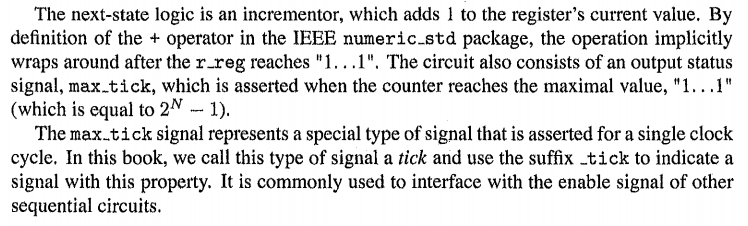 The next-state logic is an incrementor, which adds 1 to the register's current value. By
definition of the + operator in the IEEE numeric_std package, the operation implicitly
wraps around after the r_reg reaches "1...1". The circuit also consists of an output status
signal, max_tick, which is asserted when the counter reaches the maximal value, "1...1"
(which is equal to 2^N − 1).
The max_tick signal represents a special type of signal that is asserted for a single clock
cycle. In this book, we call this type of signal a tick and use the suffix _tick to indicate a
signal with this property. It is commonly used to interface with the enable signal of other
sequential circuits.